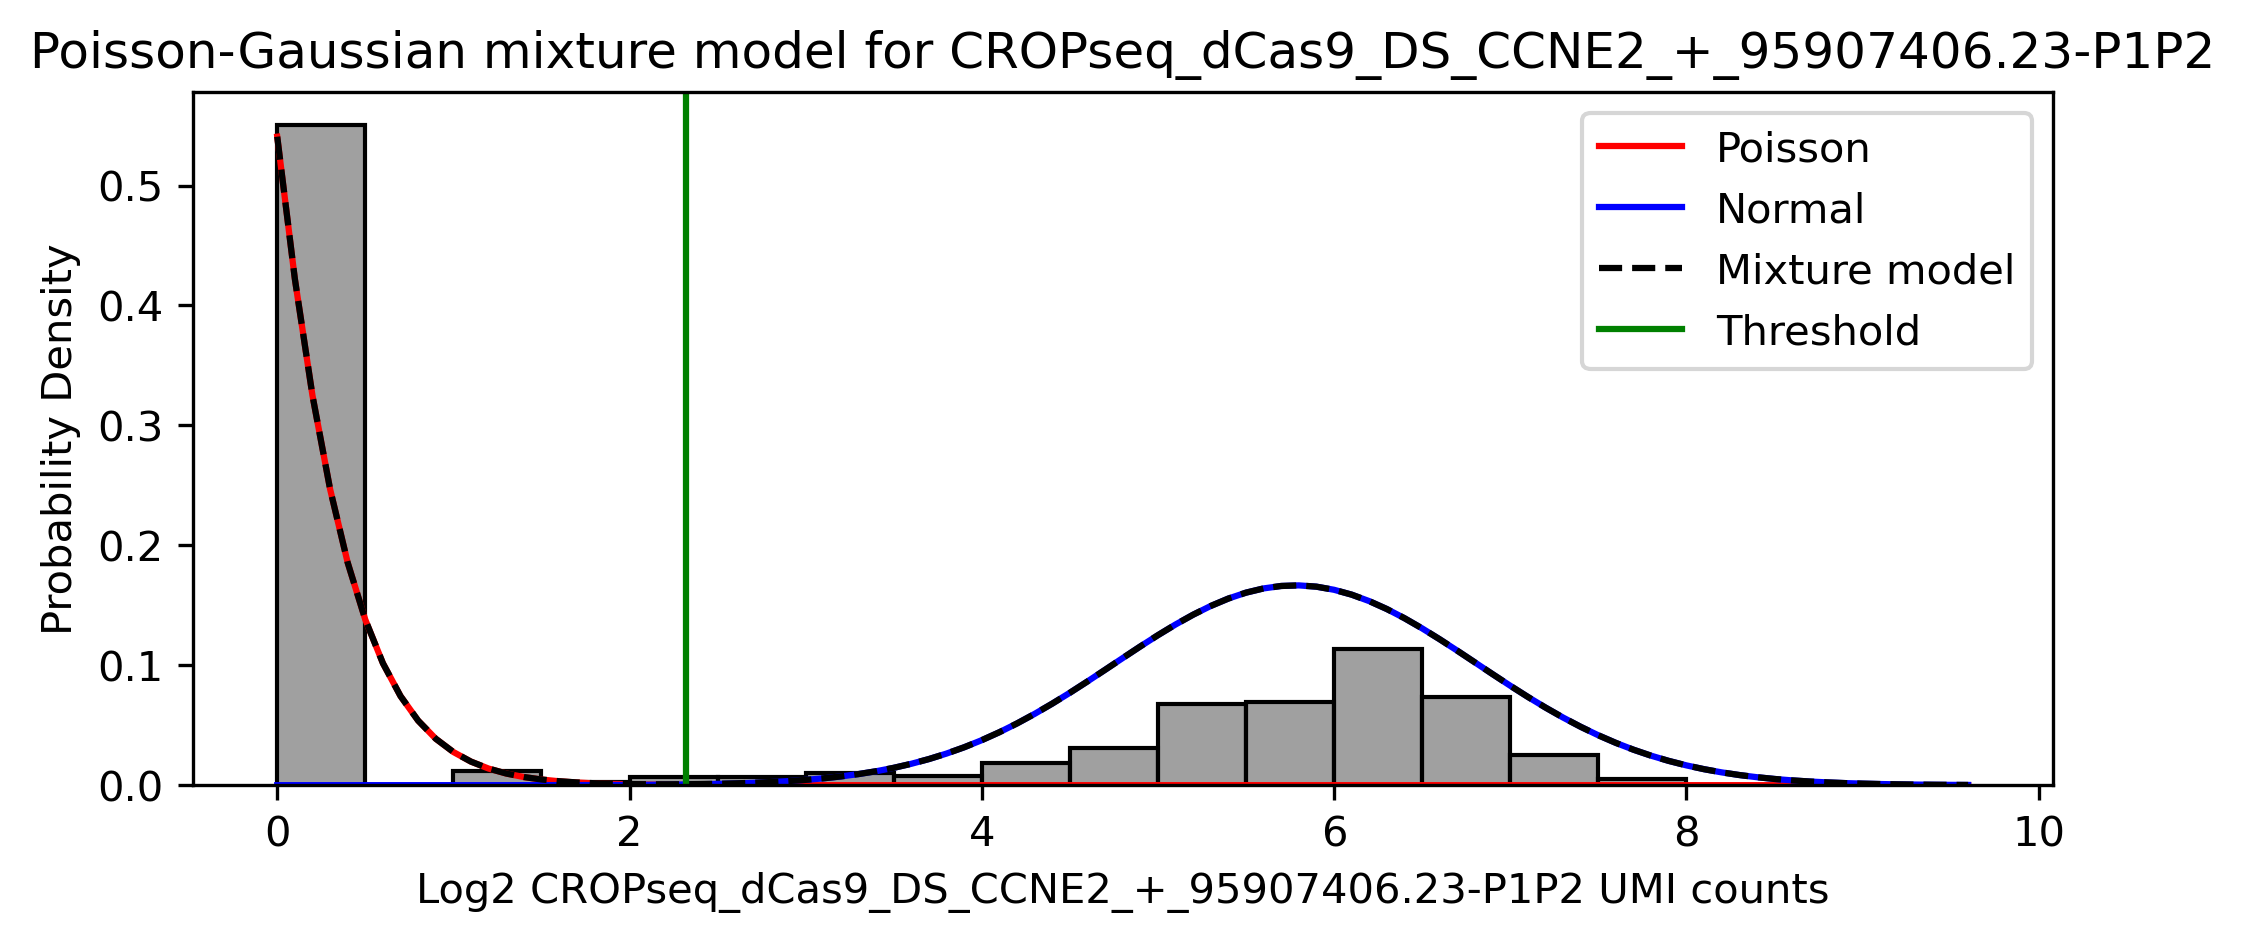 Poisson-Gaussian mixture model for CROPseq_dCas9_DS_CCNE2_+_95907406.23-P1P2
Probability Density
0.5
0.4
0.3
0.2
0.1
0.0
Poisson
Normal
Mixture model
Threshold
0 2 4 6 8 10
Log2 CROPseq_dCas9_DS_CCNE2_+_95907406.23-P1P2 UMI counts